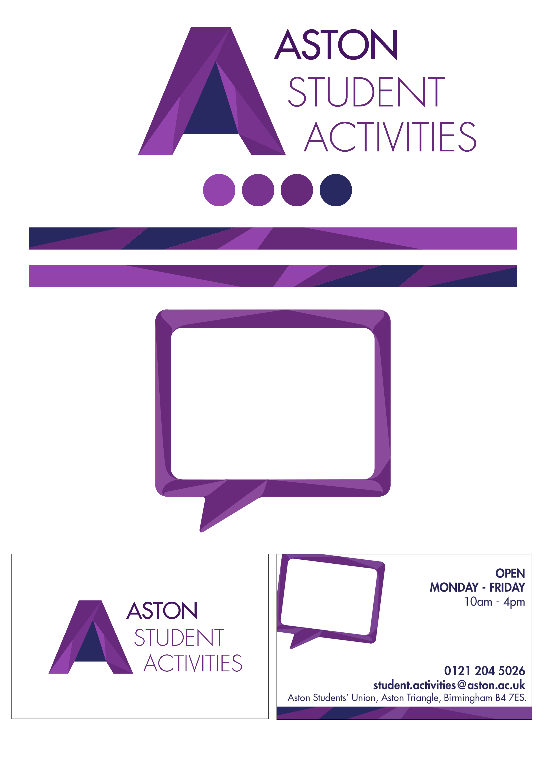 ASTON
STUDENT
ACTIVITIES
ASTON
STUDENT
ACTIVITIES
OPEN
MONDAY - FRIDAY
10am - 4pm
0121 204 5026
student.activities@aston.ac.uk
Aston Students' Union, Aston Triangle, Birmingham B4 7ES.